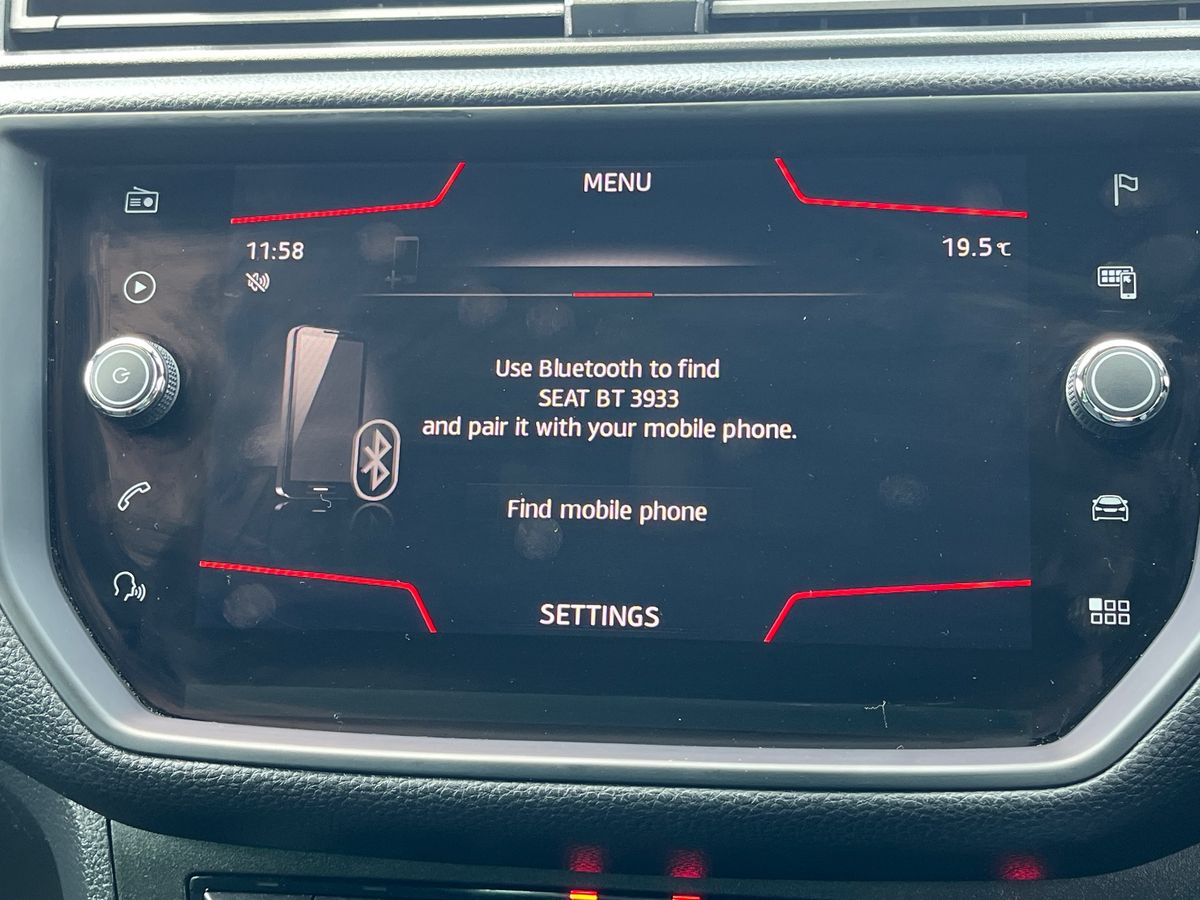 MENU
11:58
19.5°C
Use Bluetooth to find
SEAT BT 3933
and pair it with your mobile phone.
Find mobile phone
SETTINGS